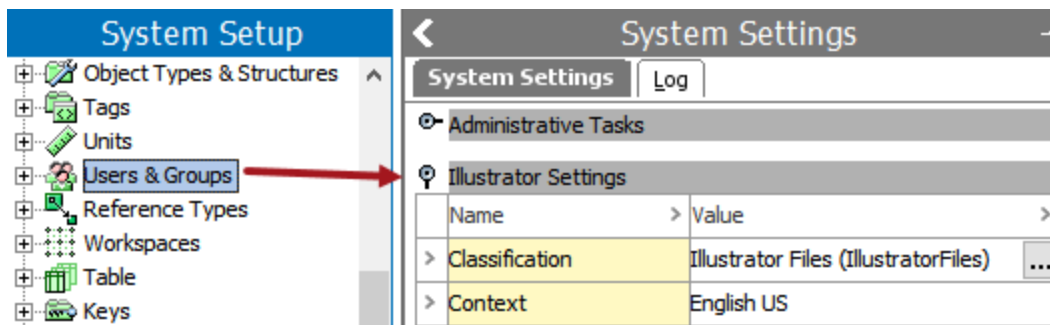 System Setup
Object Types & Structures
Tags
Units
Users & Groups
Reference Types
Workspaces
Table
Keys
System Settings
System Settings
Log
Administrative Tasks
Illustrator Settings
Name > Value >
> Classification Illustrator Files (IllustratorFiles) ...
> Context English US